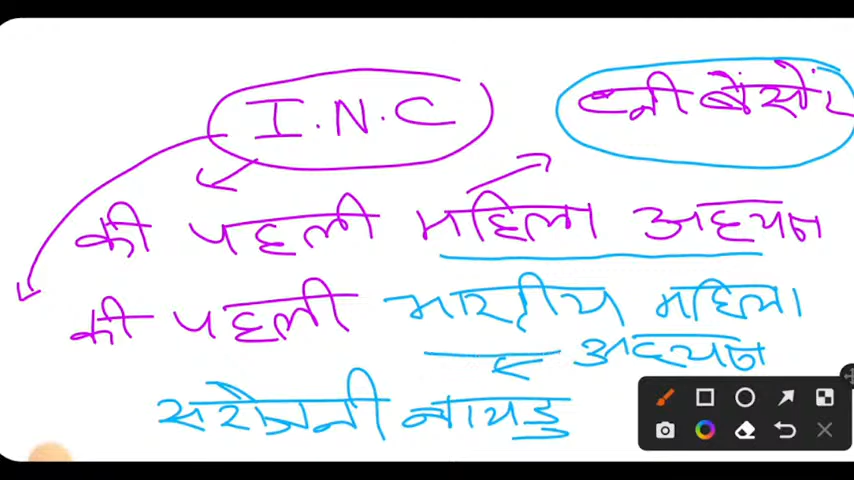 I.N.C
एनी बेसेंट
की पहली महिला अध्यक्ष
की पहली भारतीय महिला
अध्यक्ष
सरोजनी नायडु